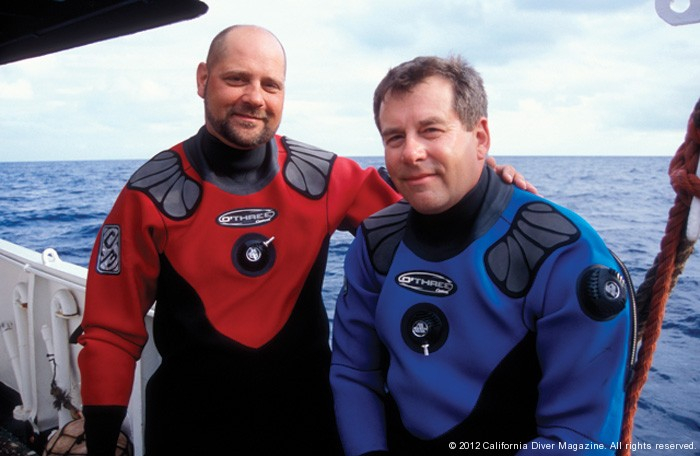 O'THREE
O'THREE
© 2012 California Diver Magazine. All rights reserved.